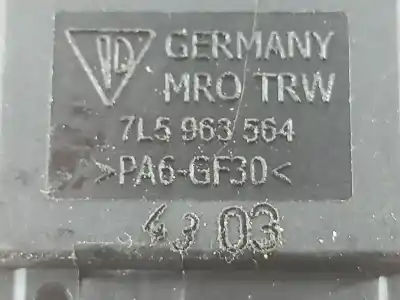 GERMANY
MRO TRW
7L5 963 564
>PA6-GF30<
43 03